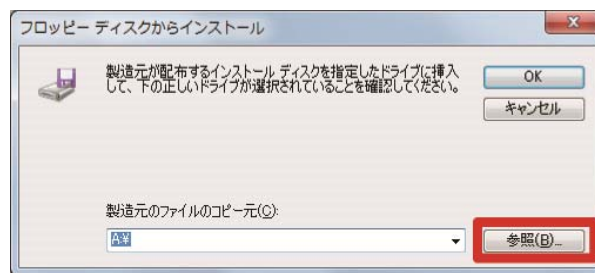 フロッピー ディスクからインストール
製造元が配布するインストール ディスクを指定したドライブに挿入
して、下の正しいドライブが選択されていることを確認してください。
OK
キャンセル
製造元のファイルのコピー元(C):
A:¥
参照(B)...